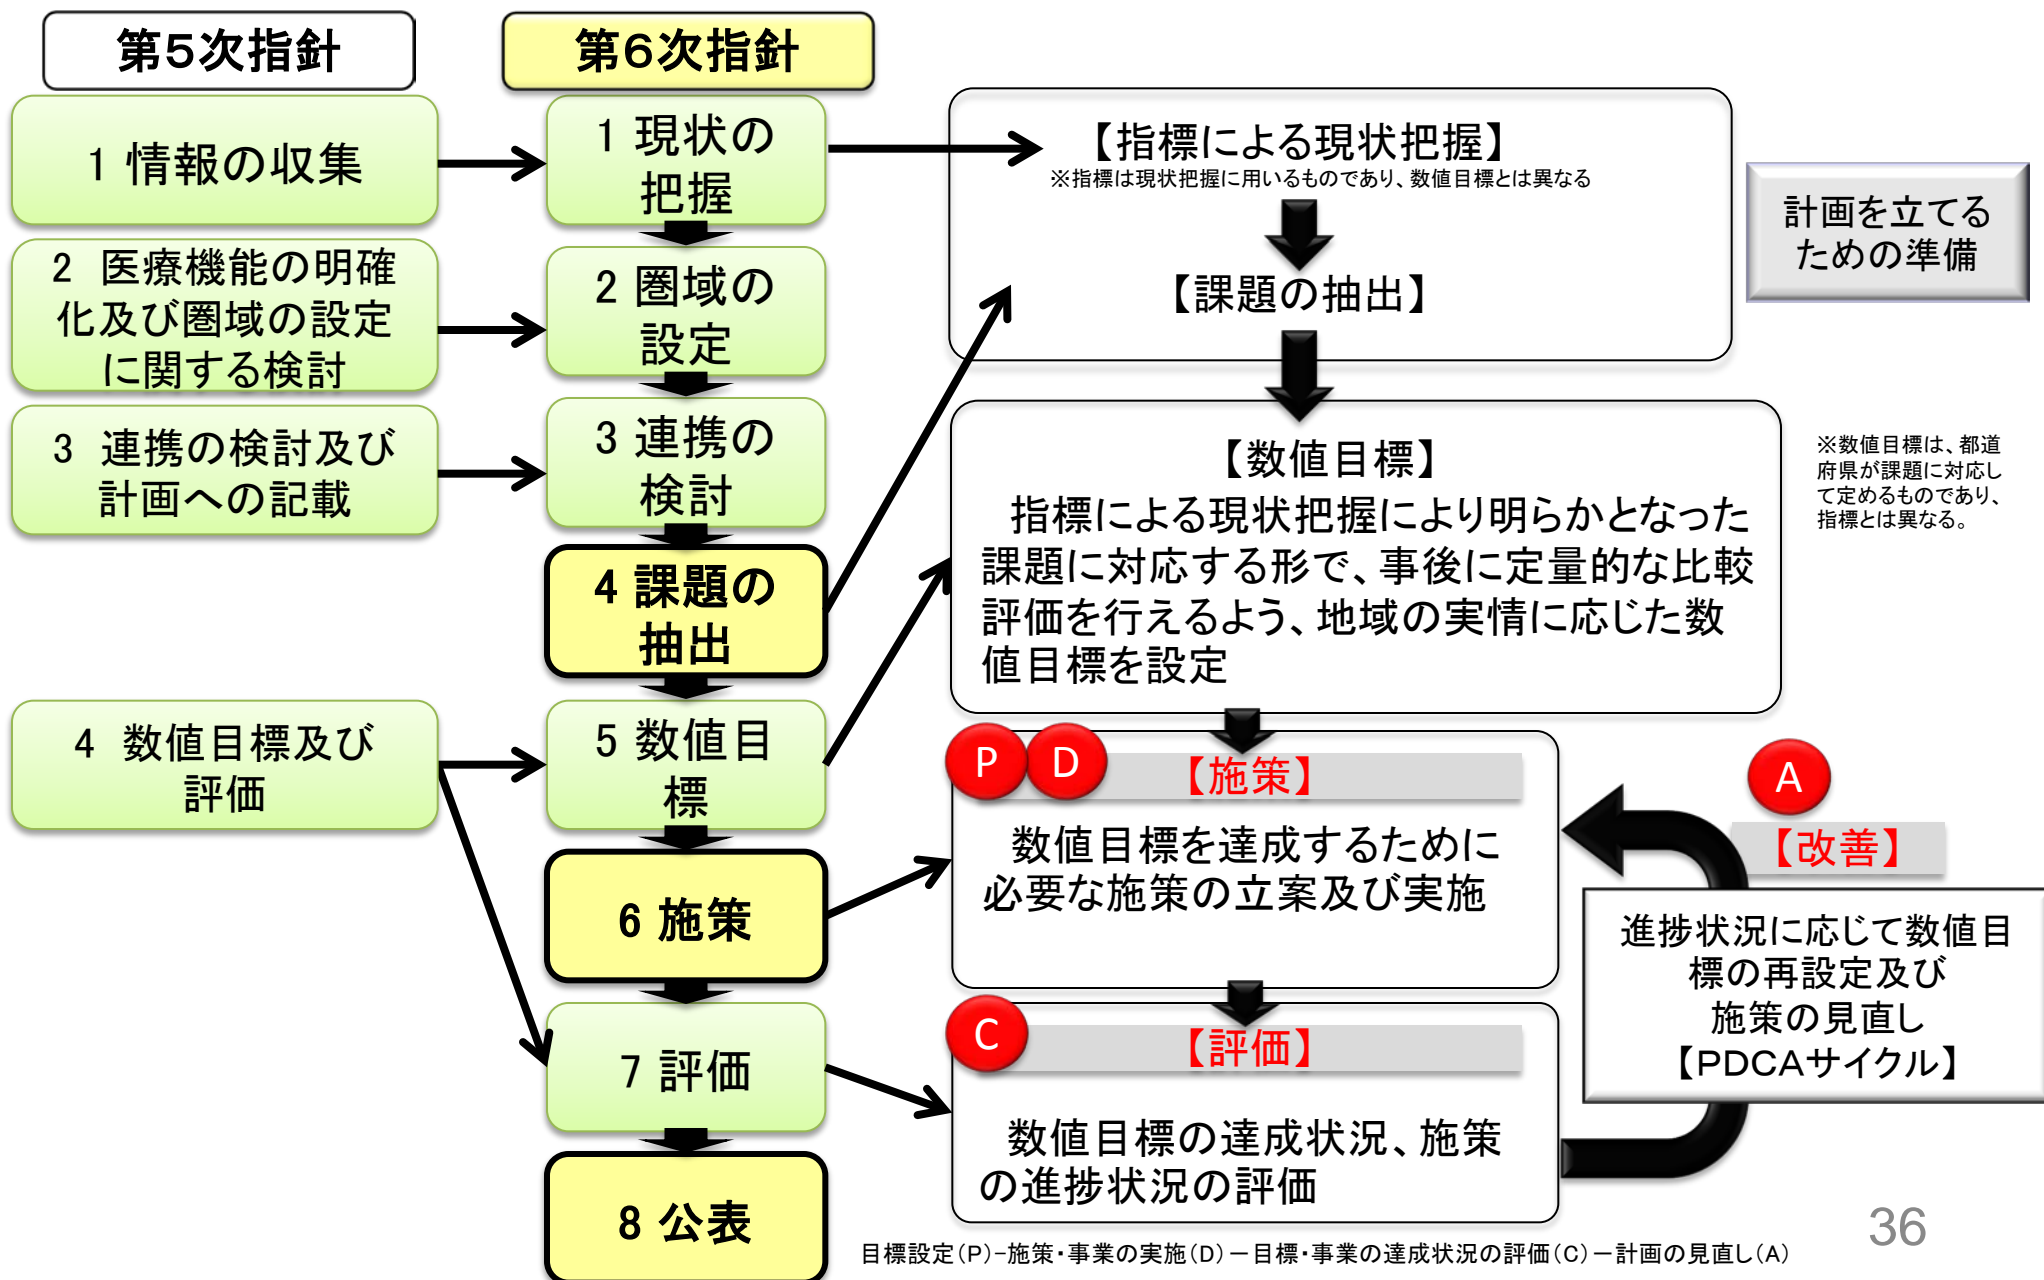 第5次指針
第6次指針
1 情報の収集
2 医療機能の明確
化及び圏域の設定
に関する検討
3 連携の検討及び
計画への記載
4 数値目標及び
評価
1 現状の
把握
2 圏域の
設定
3 連携の
検討
4 課題の
抽出
5 数値目
標
6 施策
7 評価
8 公表
【指標による現状把握】
※指標は現状把握に用いるものであり、数値目標とは異なる
【課題の抽出】
計画を立てる
ための準備
【数値目標】
指標による現状把握により明らかとなった
課題に対応する形で、事後に定量的な比較
評価を行えるよう、地域の実情に応じた数
値目標を設定
※数値目標は、都道
府県が課題に対応し
て定めるものであり、
指標とは異なる。
P D
【施策】
数値目標を達成するために
必要な施策の立案及び実施
C
【評価】
数値目標の達成状況、施策
の進捗状況の評価
A
【改善】
進捗状況に応じて数値目
標の再設定及び
施策の見直し
【PDCAサイクル】
目標設定(P)-施策・事業の実施(D)－目標・事業の達成状況の評価(C)－計画の見直し(A)
36